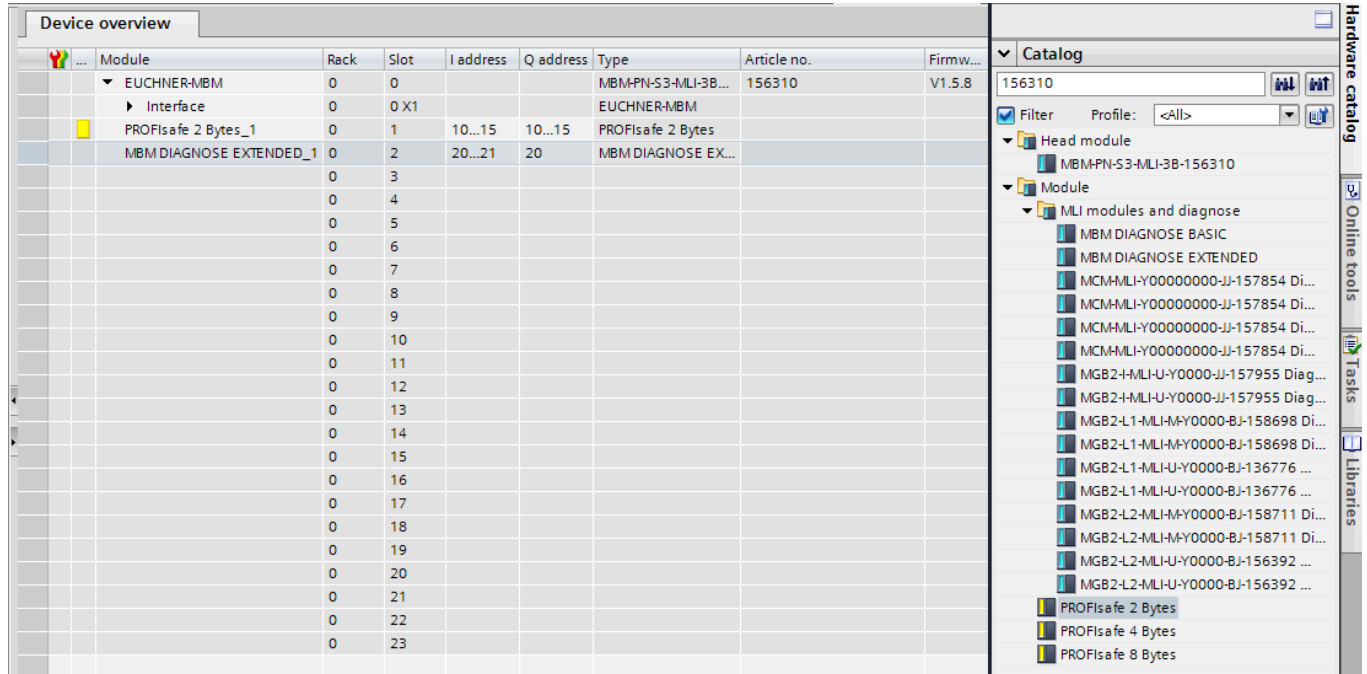 Device overview
... Module Rack Slot I address Q address Type Article no. Firmw...
EUCHNER-MBM 0 0 MBM-PN-S3-MLI-3B... 156310 V1.5.8
Interface 0 0 X1 EUCHNER-MBM
PROFIsafe 2 Bytes_1 0 1 10...15 10...15 PROFIsafe 2 Bytes
MBM DIAGNOSE EXTENDED_1 0 2 20...21 20 MBM DIAGNOSE EX...
0 3
0 4
0 5
0 6
0 7
0 8
0 9
0 10
0 11
0 12
0 13
0 14
0 15
0 16
0 17
0 18
0 19
0 20
0 21
0 22
0 23
Catalog
156310
Filter Profile: <All>
Head module
MBM-PN-S3-MLI-3B-156310
Module
MLI modules and diagnose
MBM DIAGNOSE BASIC
MBM DIAGNOSE EXTENDED
MCM-MLI-Y00000000-JJ-157854 Di...
MCM-MLI-Y00000000-JJ-157854 Di...
MCM-MLI-Y00000000-JJ-157854 Di...
MCM-MLI-Y00000000-JJ-157854 Di...
MGB2-I-MLI-U-Y0000-JJ-157955 Diag...
MGB2-I-MLI-U-Y0000-JJ-157955 Diag...
MGB2-L1-MLI-M-Y0000-BJ-158698 Di...
MGB2-L1-MLI-M-Y0000-BJ-158698 Di...
MGB2-L1-MLI-U-Y0000-BJ-136776 ...
MGB2-L1-MLI-U-Y0000-BJ-136776 ...
MGB2-L2-MLI-M-Y0000-BJ-158711 Di...
MGB2-L2-MLI-M-Y0000-BJ-158711 Di...
MGB2-L2-MLI-U-Y0000-BJ-156392 ...
MGB2-L2-MLI-U-Y0000-BJ-156392 ...
PROFIsafe 2 Bytes
PROFIsafe 4 Bytes
PROFIsafe 8 Bytes
Hardware catalog
Online tools
Tasks
Libraries